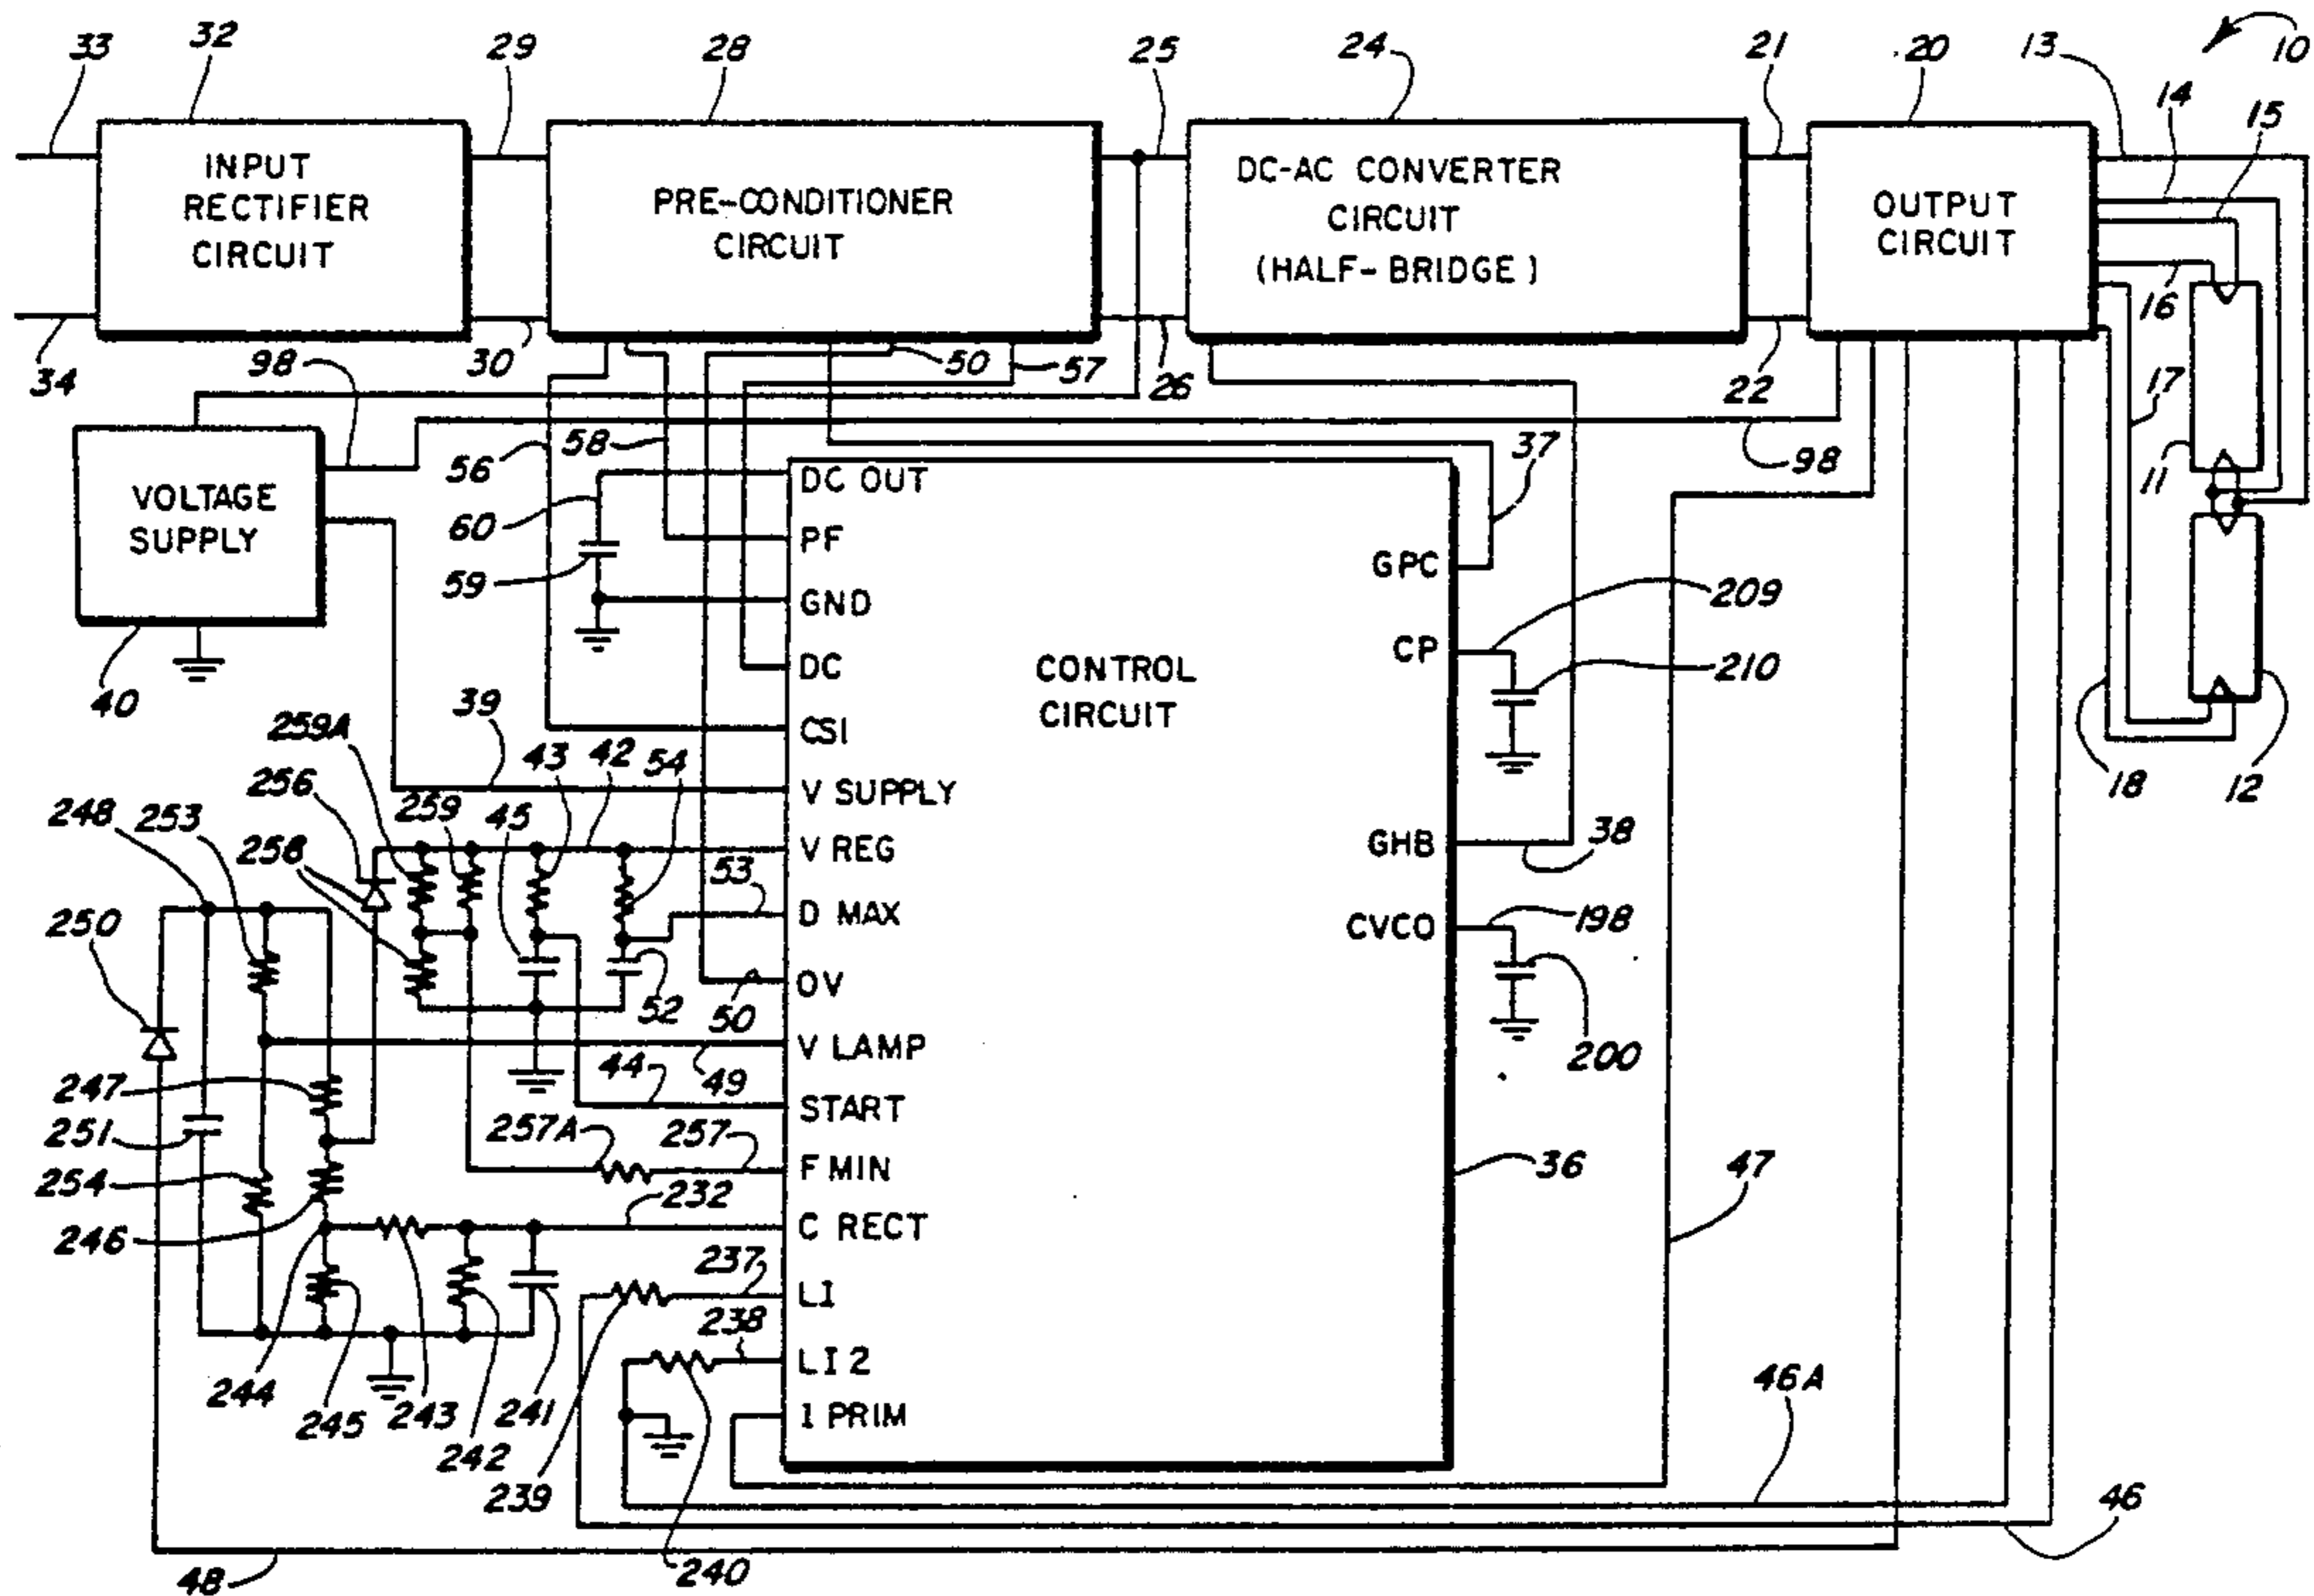 33
32
29
28
25
24
21
20
13
10
14
15
INPUT
RECTIFIER
CIRCUIT
PRE-CONDITIONER
CIRCUIT
DC-AC CONVERTER
CIRCUIT
(HALF-BRIDGE)
OUTPUT
CIRCUIT
16
34
98
30
50
57
26
22
17
56
58
37
98
11
VOLTAGE
SUPPLY
60
59
DC OUT
PF
GND
DC
CSI
V SUPPLY
V REG
D MAX
OV
V LAMP
START
F MIN
C RECT
LI
LI 2
I PRIM
CONTROL
CIRCUIT
GPC
CP
GHB
CVCO
209
210
38
198
200
36
47
18
12
40
39
259A
43
42
54
256
259
45
248
253
258
53
250
52
50
247
251
44
49
257A
257
254
246
232
237
238
244
245
243
242
241
239
240
46A
46
48